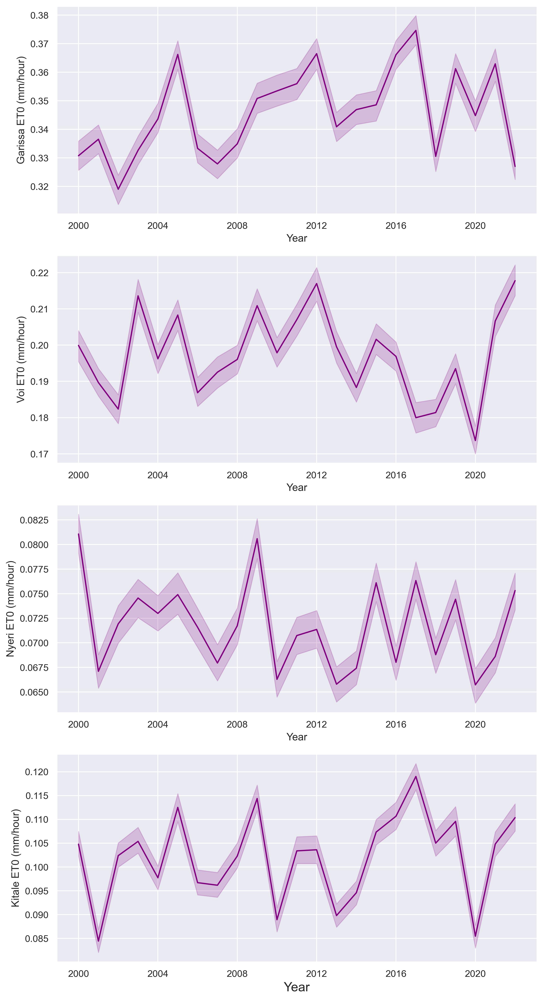 Garissa ET0 (mm/hour)
0.38
0.37
0.36
0.35
0.34
0.33
0.32
2000 2004 2008 2012 2016 2020
Year
Voi ET0 (mm/hour)
0.22
0.21
0.20
0.19
0.18
0.17
2000 2004 2008 2012 2016 2020
Year
Nyeri ET0 (mm/hour)
0.0825
0.0800
0.0775
0.0750
0.0725
0.0700
0.0675
0.0650
2000 2004 2008 2012 2016 2020
Year
Kitale ET0 (mm/hour)
0.120
0.115
0.110
0.105
0.100
0.095
0.090
0.085
2000 2004 2008 2012 2016 2020
Year